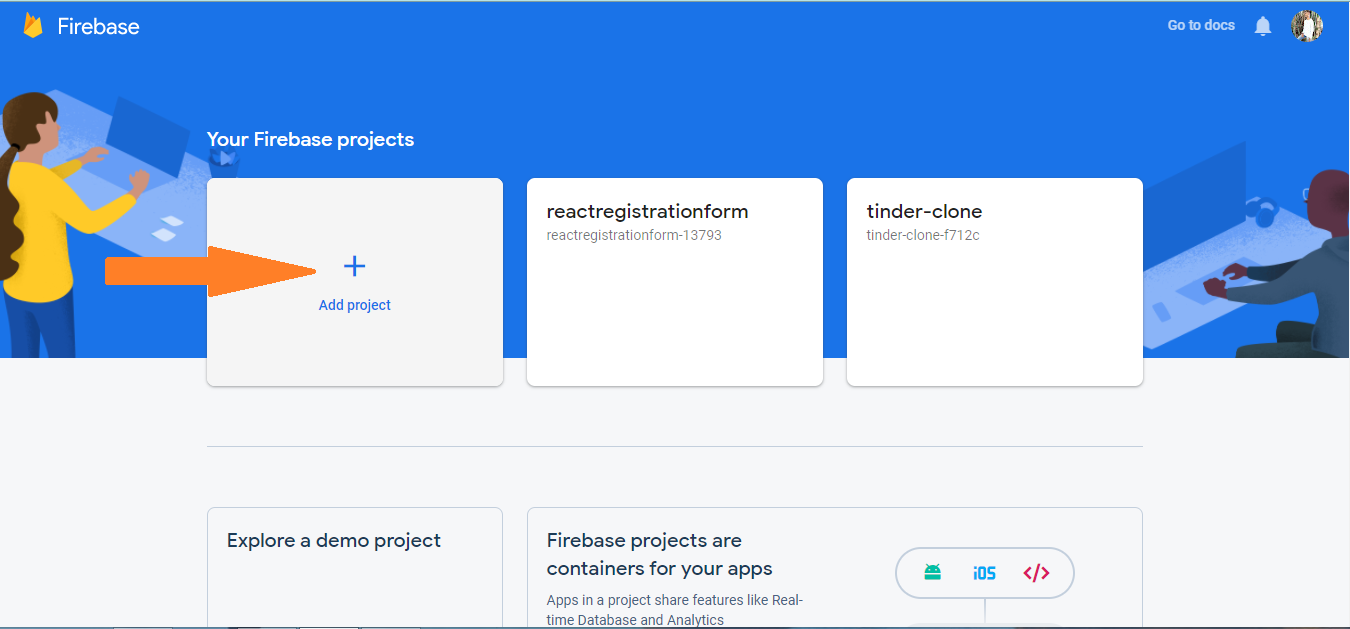 Firebase
Go to docs
Your Firebase projects
Add project
reactregistrationform
reactregistrationform-13793
tinder-clone
tinder-clone-f712c
Explore a demo project
Firebase projects are
containers for your apps
Apps in a project share features like Real-
time Database and Analytics
iOS
</>